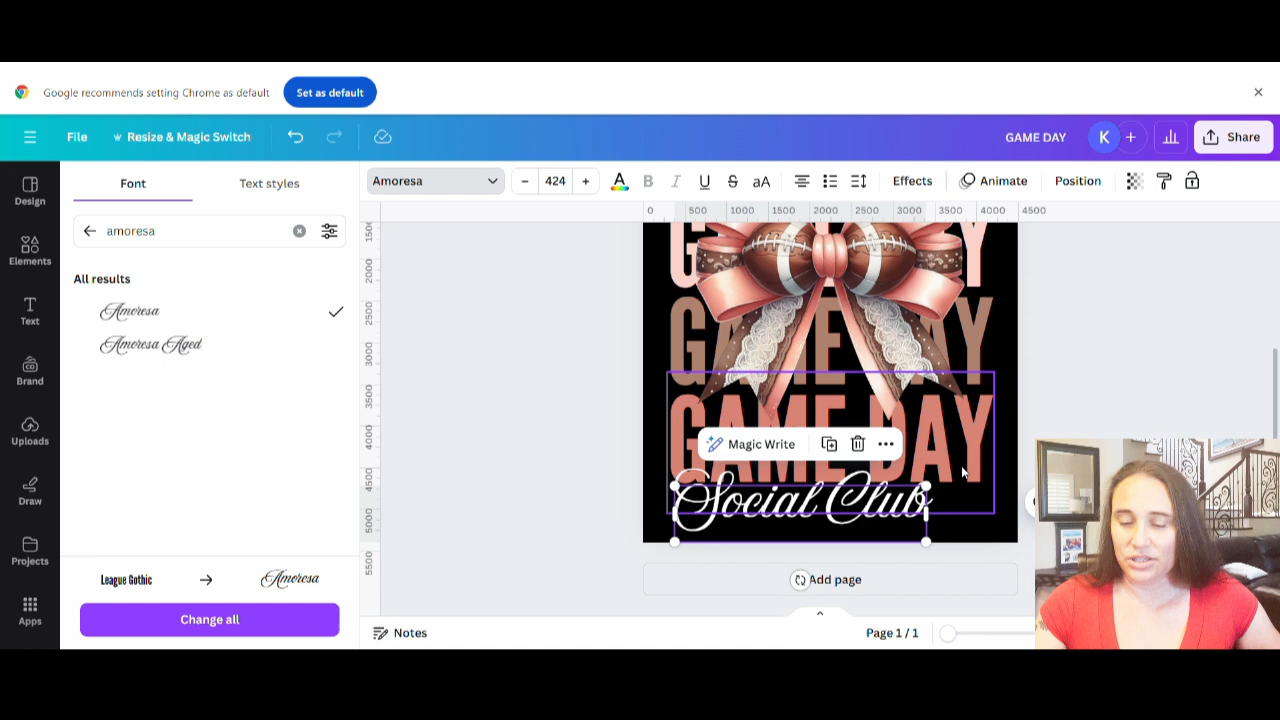 Google recommends setting Chrome as default
Set as default
File
Resize & Magic Switch
GAME DAY
K
Share
Design
Elements
Text
Brand
Uploads
Draw
Projects
Apps
Font
Text styles
amoresa
All results
Amoresa
Amoresa Aged
League Gothic
Amoresa
Change all
Amoresa
424
A
B
I
U
S
aA
Effects
Animate
Position
0 500 1000 1500 2000 2500 3000 3500 4000 4500
2000
2500
3000
3500
4000
4500
5000
5500
GAME DAY
GAME DAY
Magic Write
Social Club
Add page
Notes
Page 1 / 1